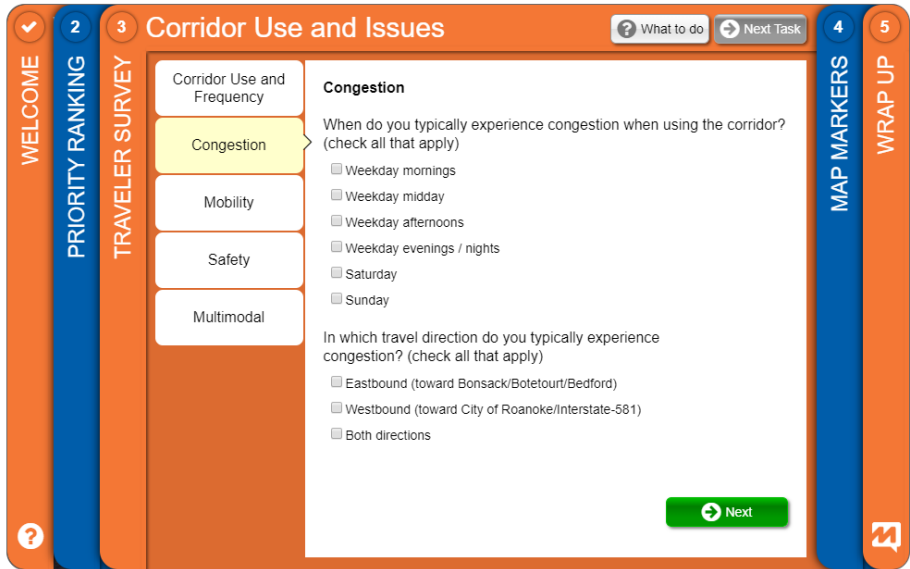 WELCOME
2
PRIORITY RANKING
3
TRAVELER SURVEY
Corridor Use and Issues
? What to do
Next Task
Corridor Use and
Frequency
Congestion
Mobility
Safety
Multimodal
Congestion
When do you typically experience congestion when using the corridor?
(check all that apply)
Weekday mornings
Weekday midday
Weekday afternoons
Weekday evenings / nights
Saturday
Sunday
In which travel direction do you typically experience
congestion? (check all that apply)
Eastbound (toward Bonsack/Botetourt/Bedford)
Westbound (toward City of Roanoke/Interstate-581)
Both directions
Next
4
MAP MARKERS
5
WRAP UP
?